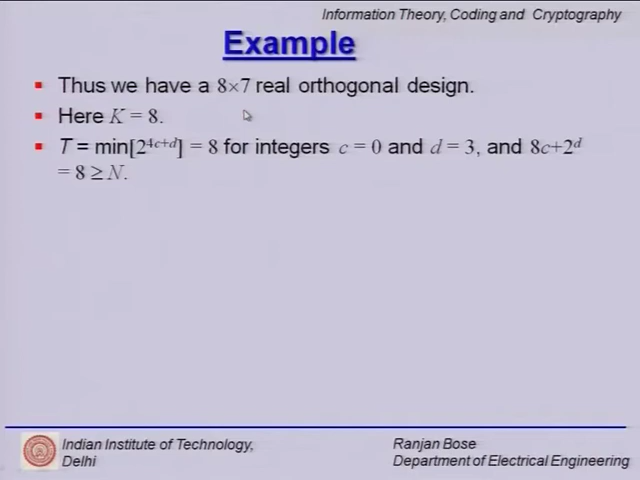 Information Theory, Coding and Cryptography
Example
Thus we have a 8×7 real orthogonal design.
Here K = 8.
T = min[2^{4c+d}] = 8 for integers c = 0 and d = 3, and 8c+2^d
= 8 ≥ N.
Indian Institute of Technology,
Delhi
Ranjan Bose
Department of Electrical Engineering